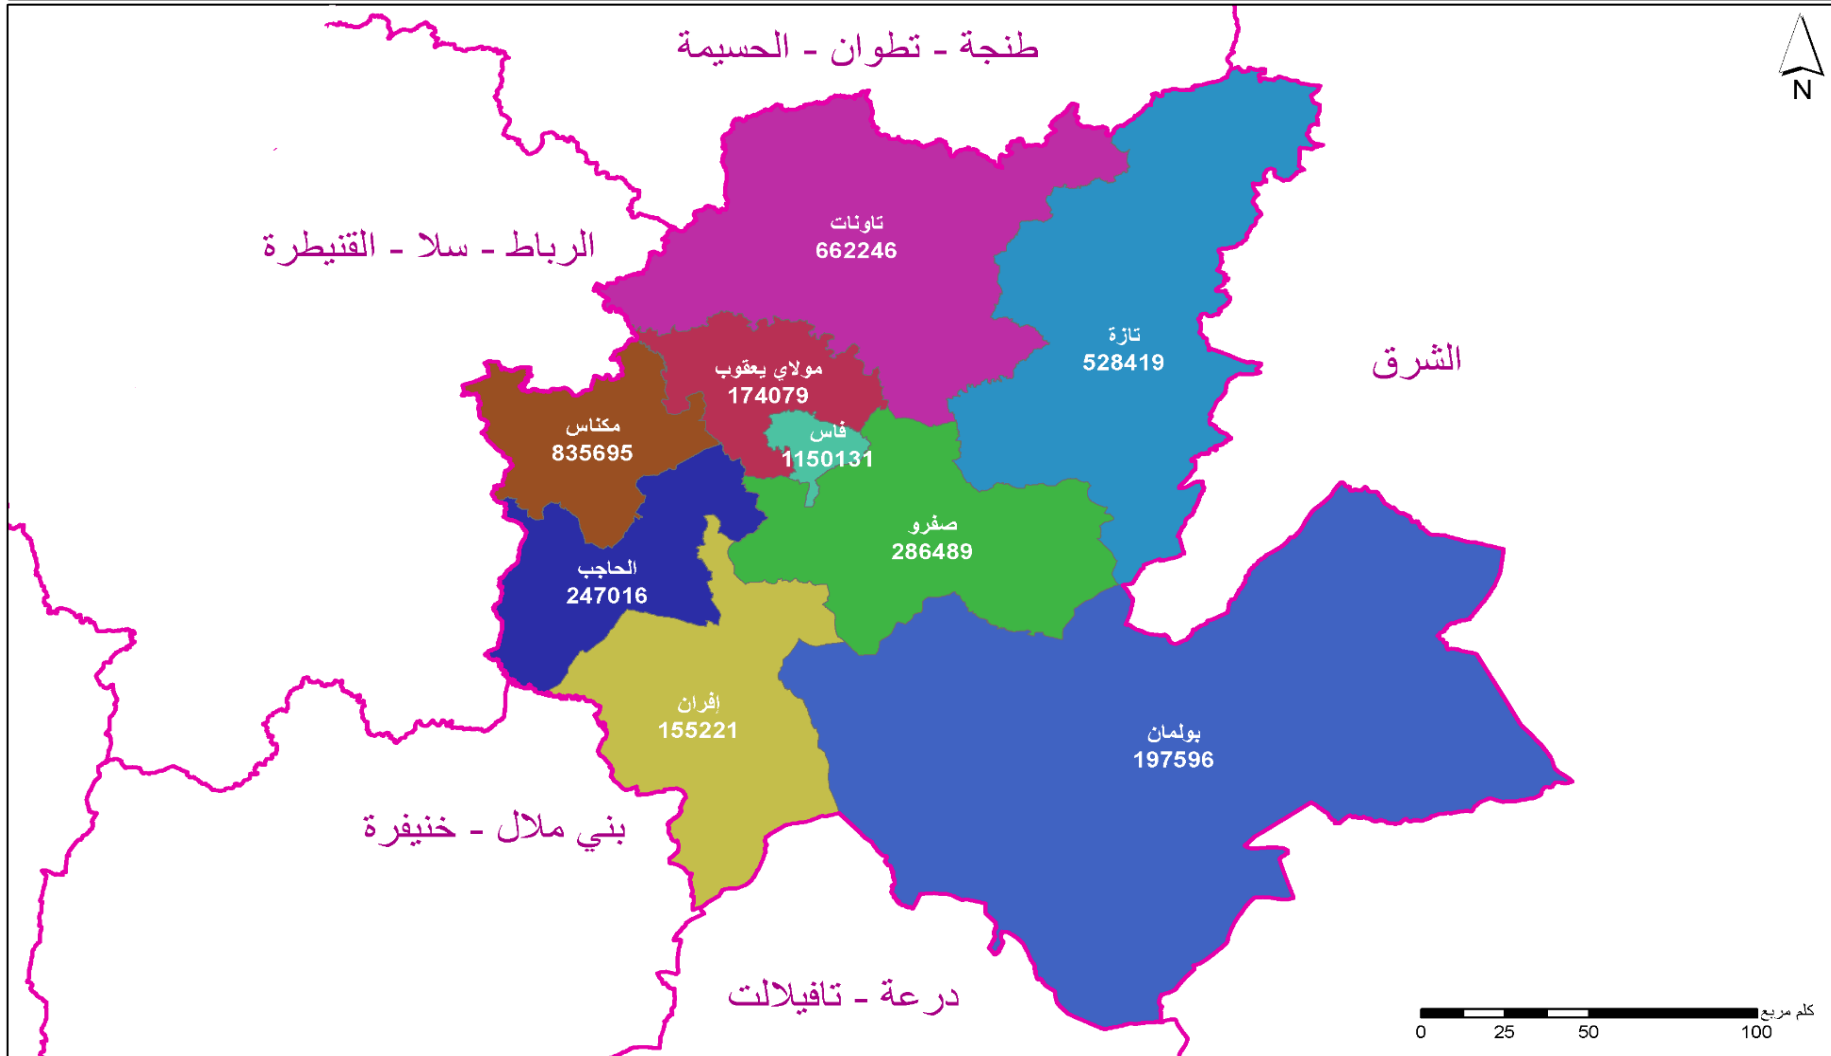 طنجة - تطوان - الحسيمة
N
تاونات
662246
الرباط - سلا - القنيطرة
تازة
528419
الشرق
مولاي يعقوب
174079
مكناس
835695
فاس
1150131
صفرو
286489
الحاجب
247016
إفران
155221
بولمان
197596
بني ملال - خنيفرة
درعة - تافيلالت
كلم مربع
0 25 50 100